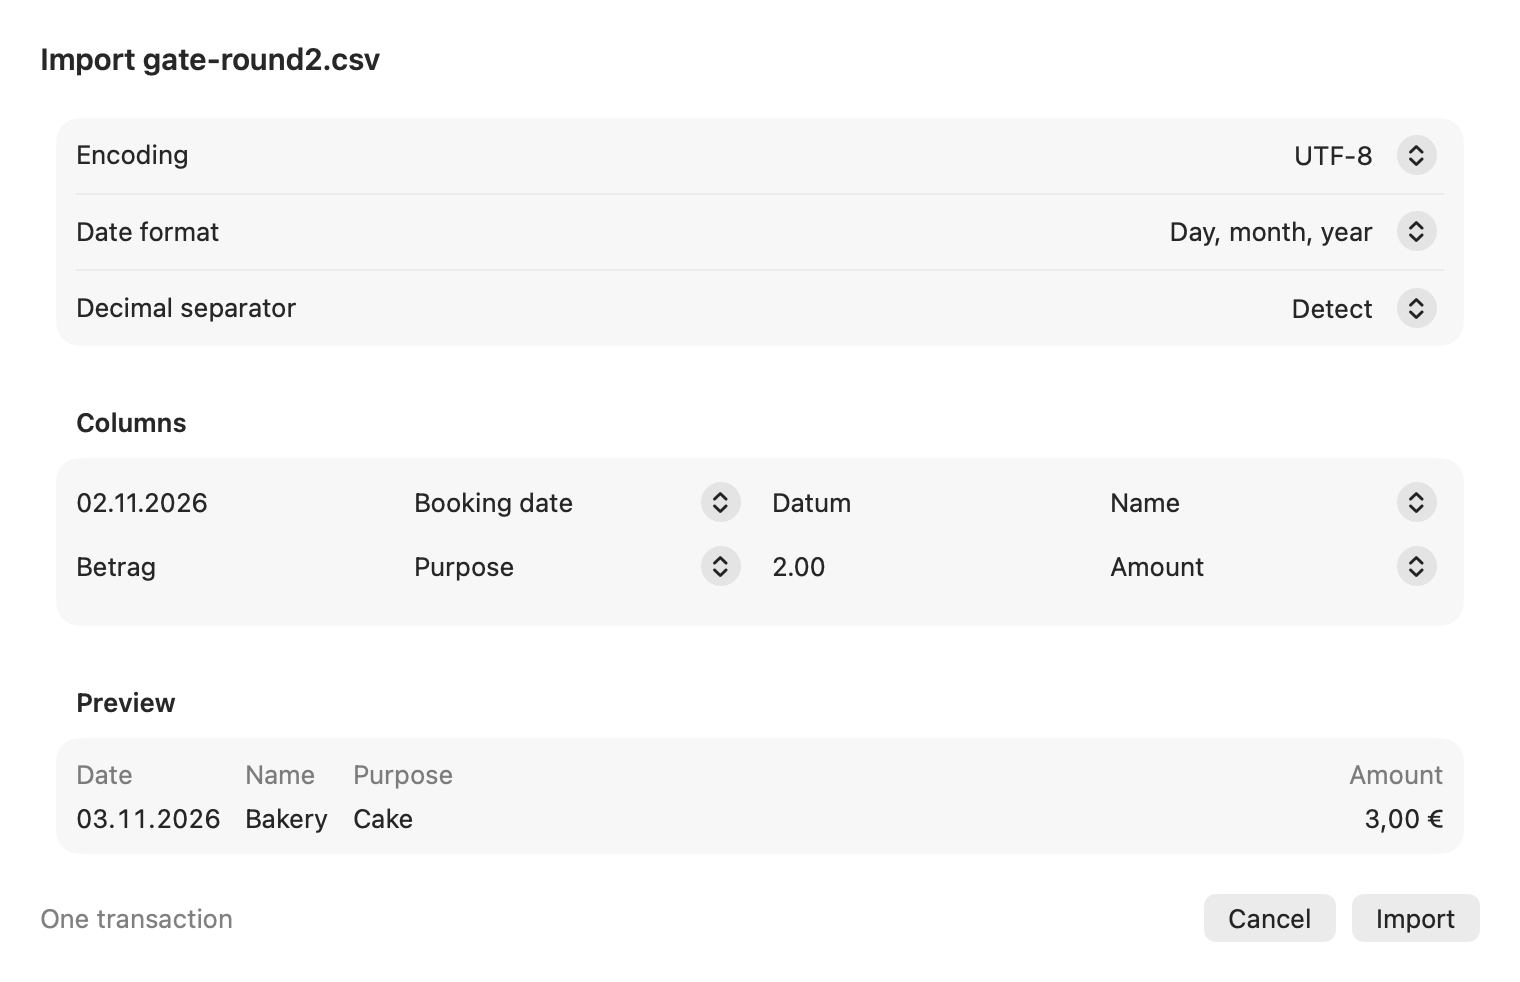 Import gate-round2.csv
Encoding UTF-8
Date format Day, month, year
Decimal separator Detect
Columns
02.11.2026 Booking date Datum Name
Betrag Purpose 2.00 Amount
Preview
Date Name Purpose Amount
03.11.2026 Bakery Cake 3,00 €
One transaction Cancel Import